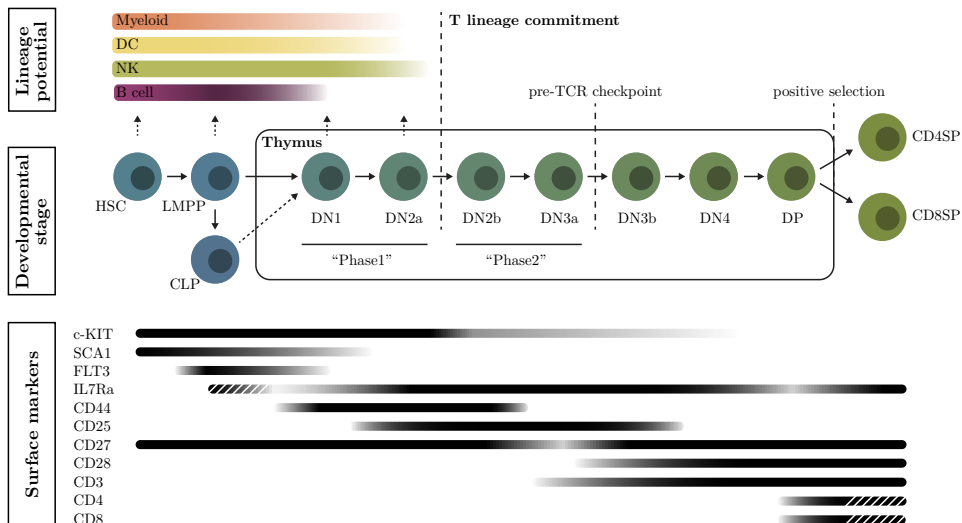 Lineage
potential
Myeloid
DC
NK
B cell
T lineage commitment
pre-TCR checkpoint
positive selection
Developmental
stage
Thymus
HSC
LMPP
CLP
DN1
DN2a
DN2b
DN3a
DN3b
DN4
DP
CD4SP
CD8SP
“Phase1”
“Phase2”
Surface markers
c-KIT
SCA1
FLT3
IL7Ra
CD44
CD25
CD27
CD28
CD3
CD4
CD8